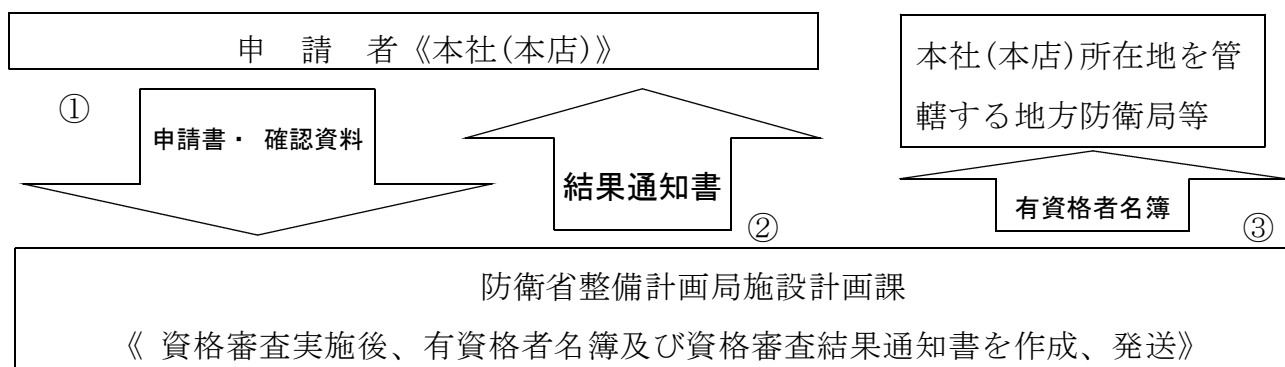 申 請 者《本社(本店)》
本社(本店)所在地を管
轄する地方防衛局等
①
申請書・ 確認資料
結果通知書
②
有資格者名簿
③
防衛省整備計画局施設計画課
《 資格審査実施後、有資格者名簿及び資格審査結果通知書を作成、発送》